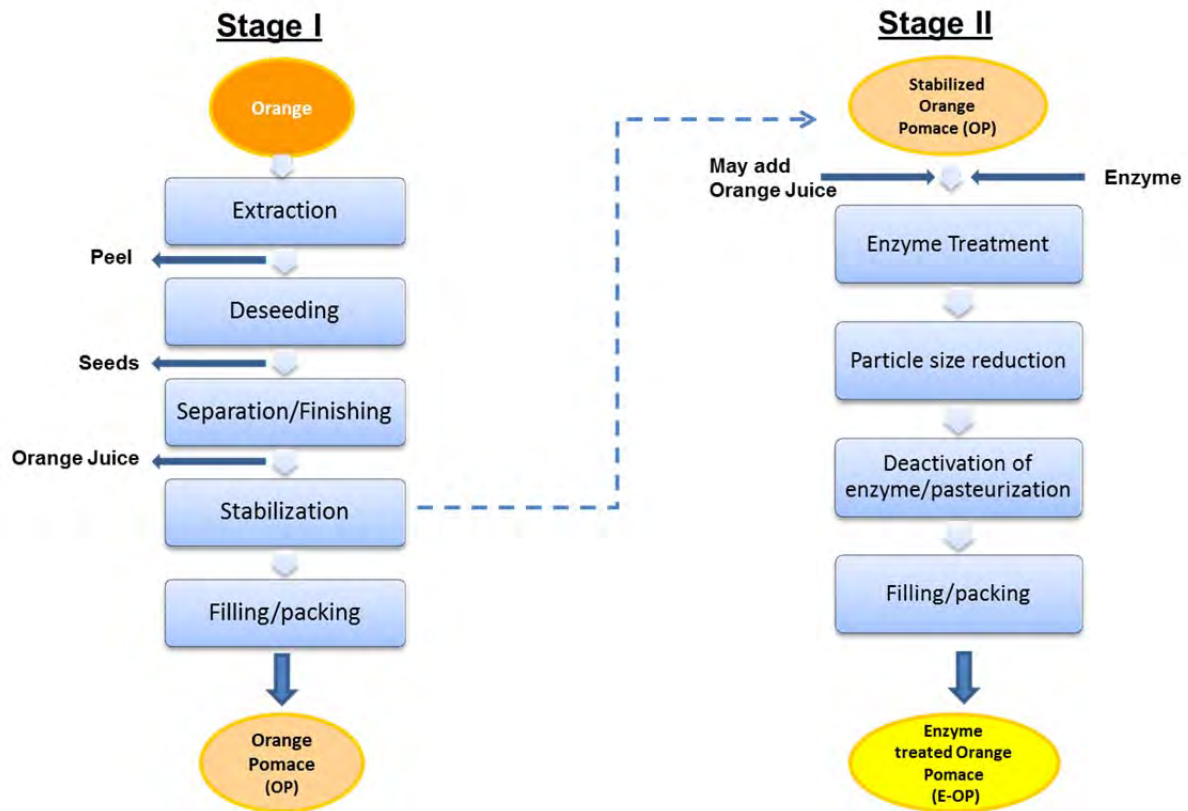 Stage I
Orange
Extraction
Peel
Deseeding
Seeds
Separation/Finishing
Orange Juice
Stabilization
Filling/packing
Orange
Pomace
(OP)
Stage II
Stabilized
Orange
Pomace (OP)
May add
Orange Juice
Enzyme
Enzyme Treatment
Particle size reduction
Deactivation of
enzyme/pasteurization
Filling/packing
Enzyme
treated Orange
Pomace
(E-OP)